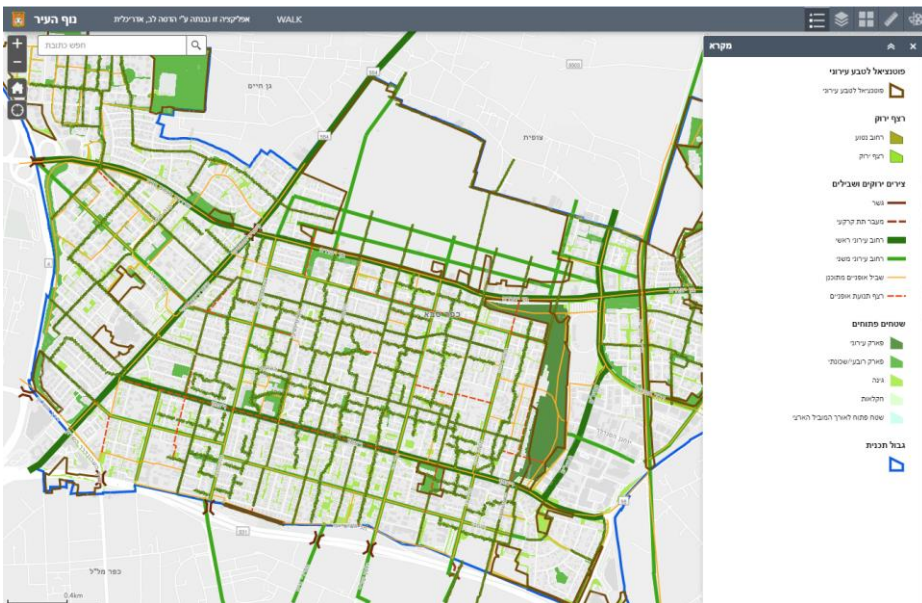 נוף העיר
אפליקציה זו נבנתה ע"י הדסה לב, אדריכלית
WALK
חפש כתובת
מקרא
פוטנציאל לטבע עירוני
פוטנציאל לטבע עירוני
רצף ירוק
רחוב נטוע
רצף ירוק
צירים ירוקים ושבילים
גשר
מעבר תת קרקעי
רחוב עירוני ראשי
רחוב עירוני משני
שביל אופניים מתוכנן
רצף תנועת אופניים
שטחים פתוחים
פארק עירוני
פארק רובעי/שכונתי
גינה
חקלאות
שטח פתוח לאורך המוביל הארצי
גבול תכנית
גן חיים
צופית
כפר סבא
כפר מל"ל
0.4km